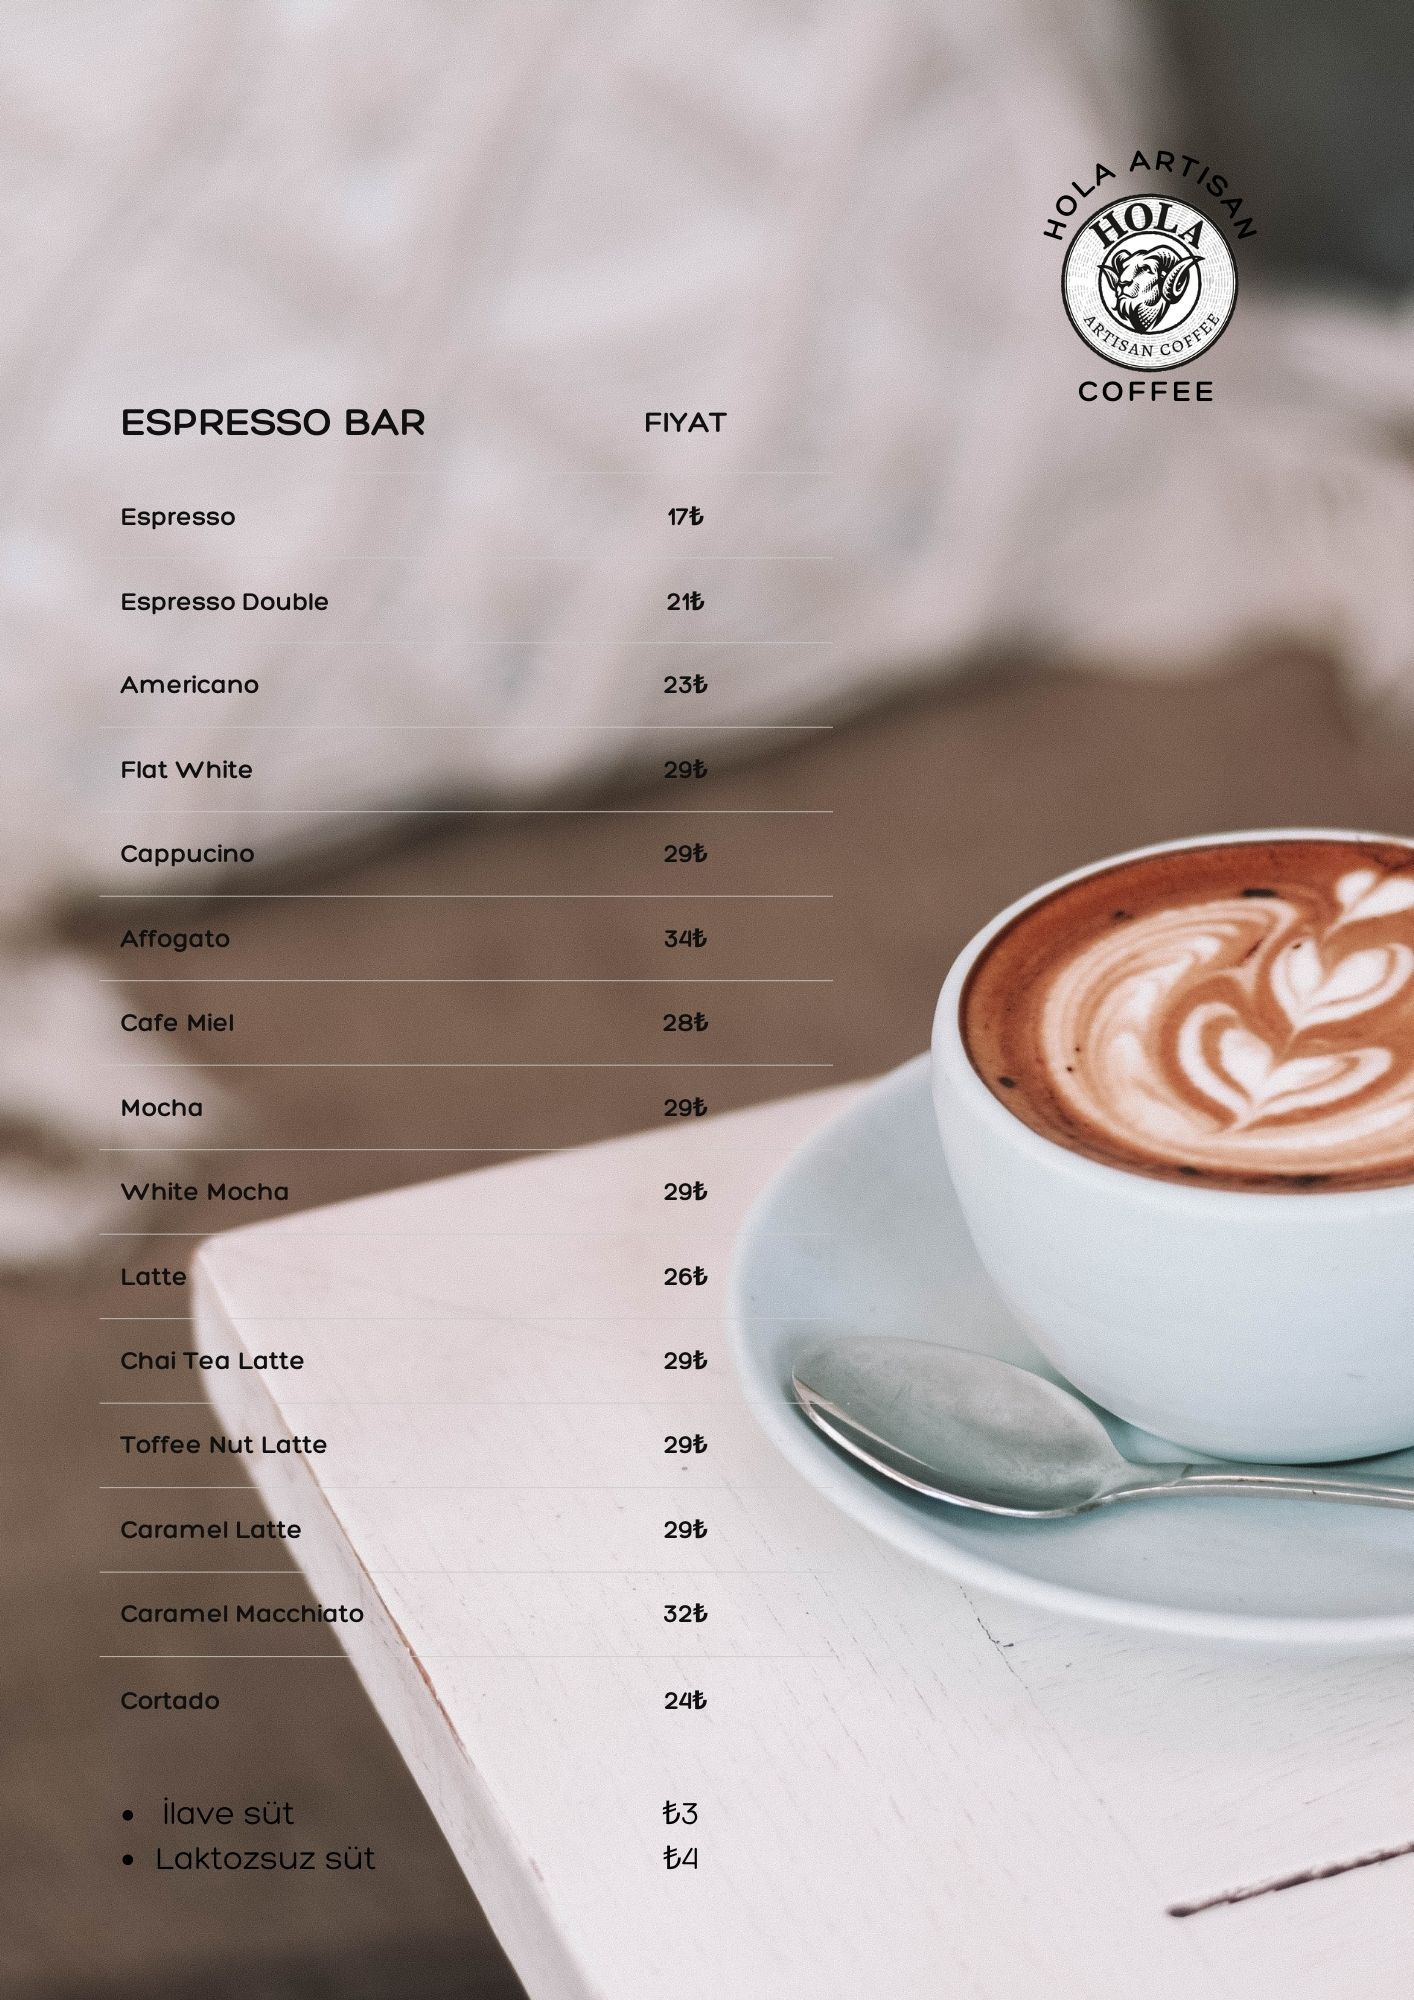 HOLA ARTISAN
HOLA
ARTISAN COFFEE
COFFEE
ESPRESSO BAR FIYAT
Espresso 17₺
Espresso Double 21₺
Americano 23₺
Flat White 29₺
Cappucino 29₺
Affogato 34₺
Cafe Miel 28₺
Mocha 29₺
White Mocha 29₺
Latte 26₺
Chai Tea Latte 29₺
Toffee Nut Latte 29₺
Caramel Latte 29₺
Caramel Macchiato 32₺
Cortado 24₺
• İlave süt ₺3
• Laktozsuz süt ₺4